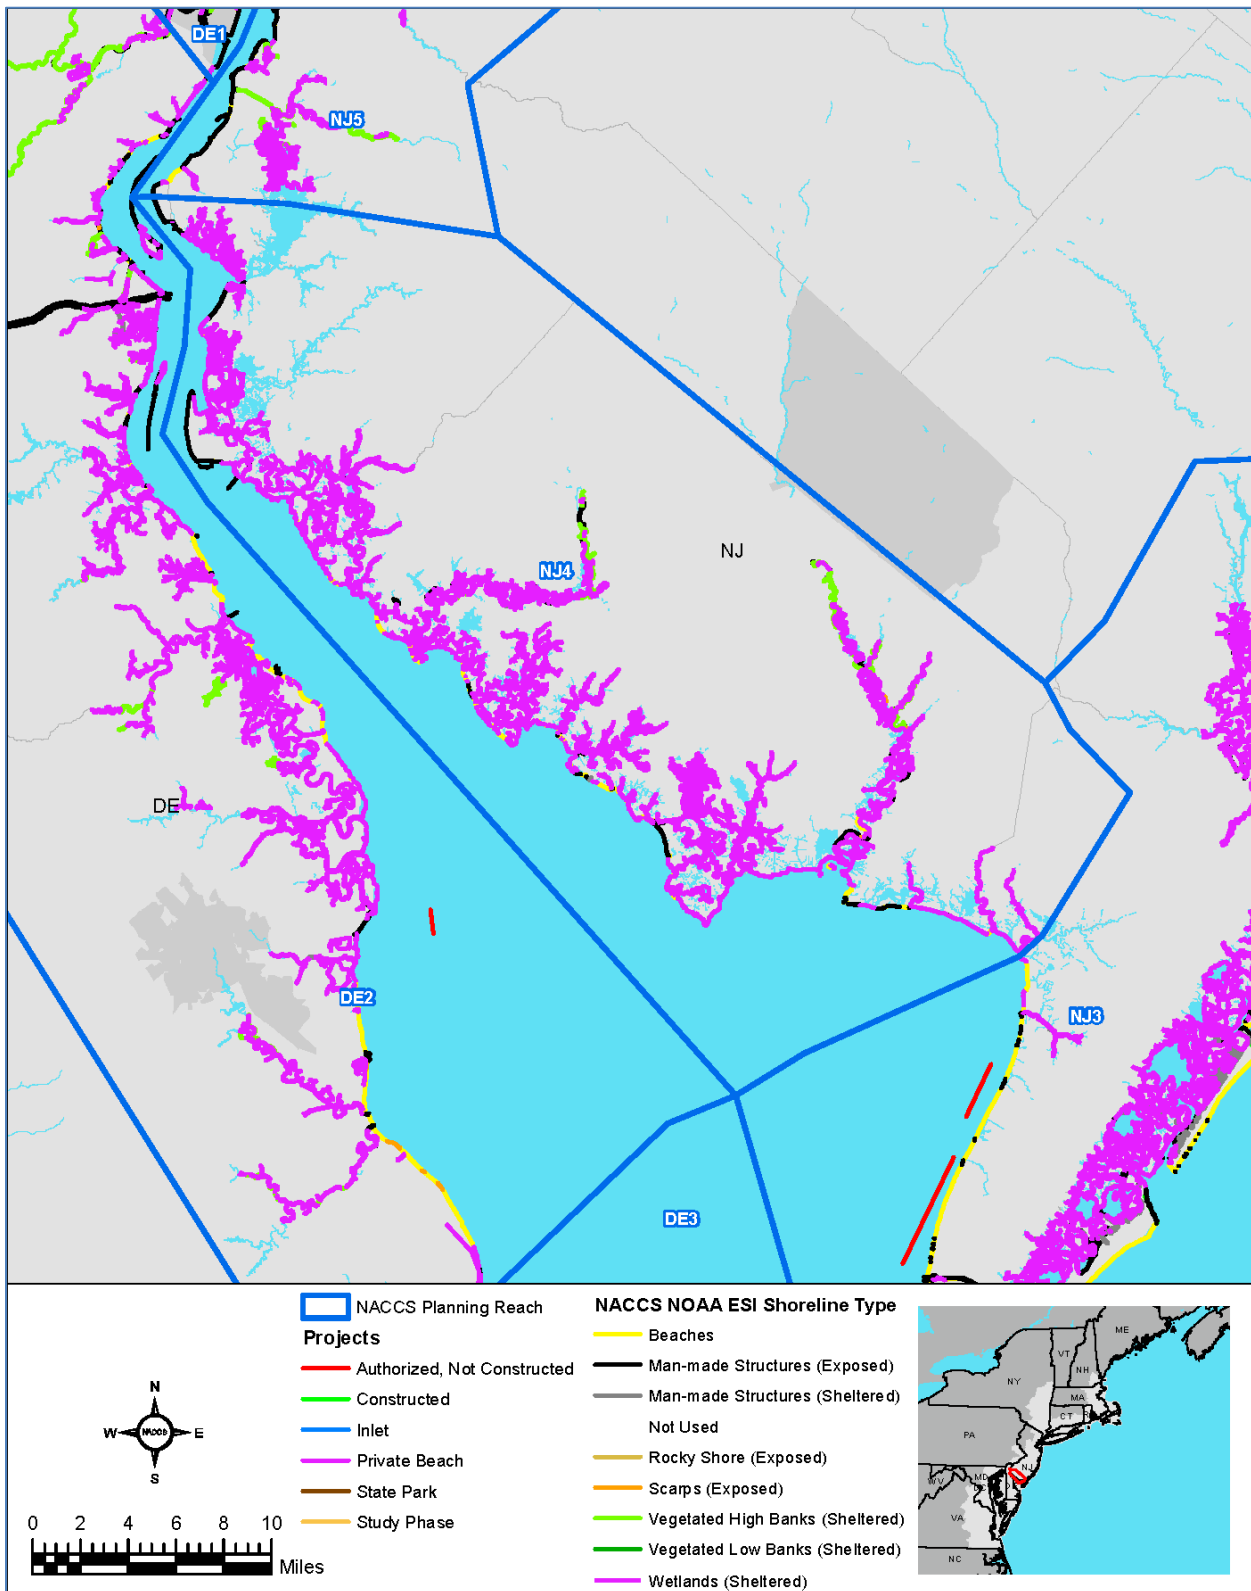 DE1
NJ5
NJ4
NJ
DE
DE2
NJ3
DE3
NACCS Planning Reach
Projects
Authorized, Not Constructed
Constructed
Inlet
Private Beach
State Park
Study Phase
NACCS NOAA ESI Shoreline Type
Beaches
Man-made Structures (Exposed)
Man-made Structures (Sheltered)
Not Used
Rocky Shore (Exposed)
Scarps (Exposed)
Vegetated High Banks (Sheltered)
Vegetated Low Banks (Sheltered)
Wetlands (Sheltered)
N
W NACCS E
S
0 2 4 6 8 10
Miles
ME
VT
NH
NY
MA
CT
PA
NJ
MD
WV
VA
NC